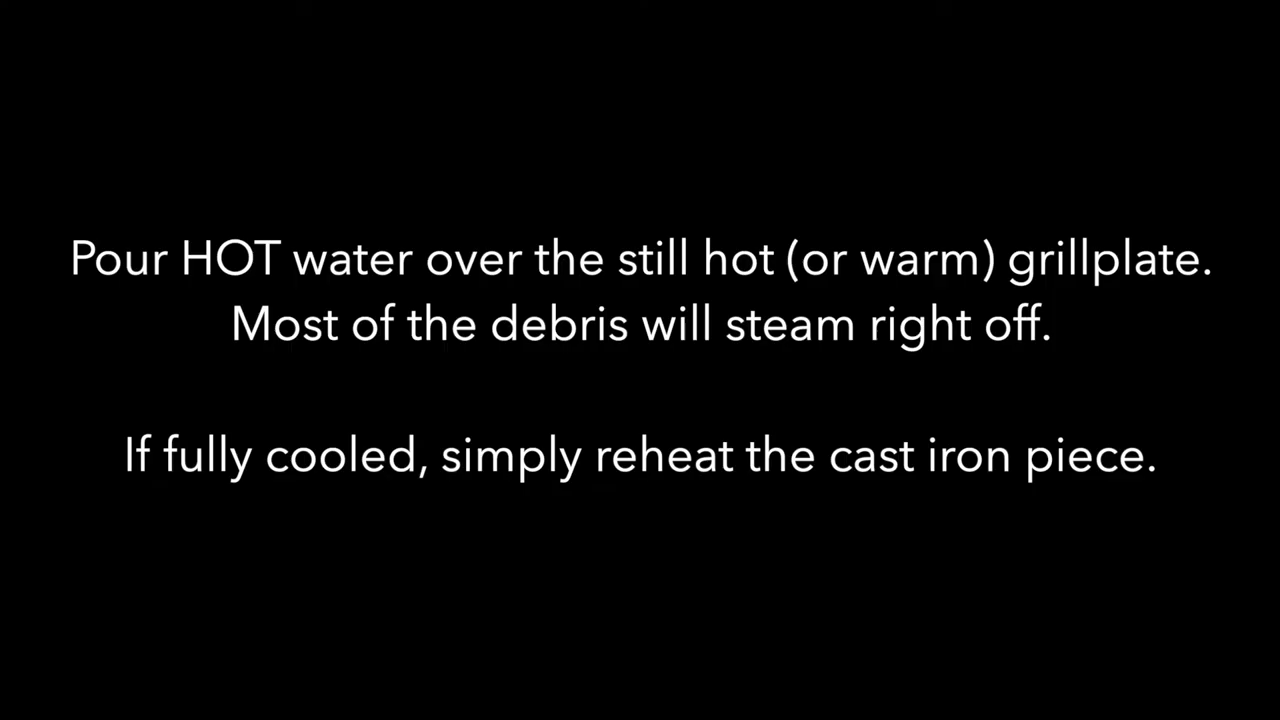 Pour HOT water over the still hot (or warm) grillplate.
Most of the debris will steam right off.
If fully cooled, simply reheat the cast iron piece.